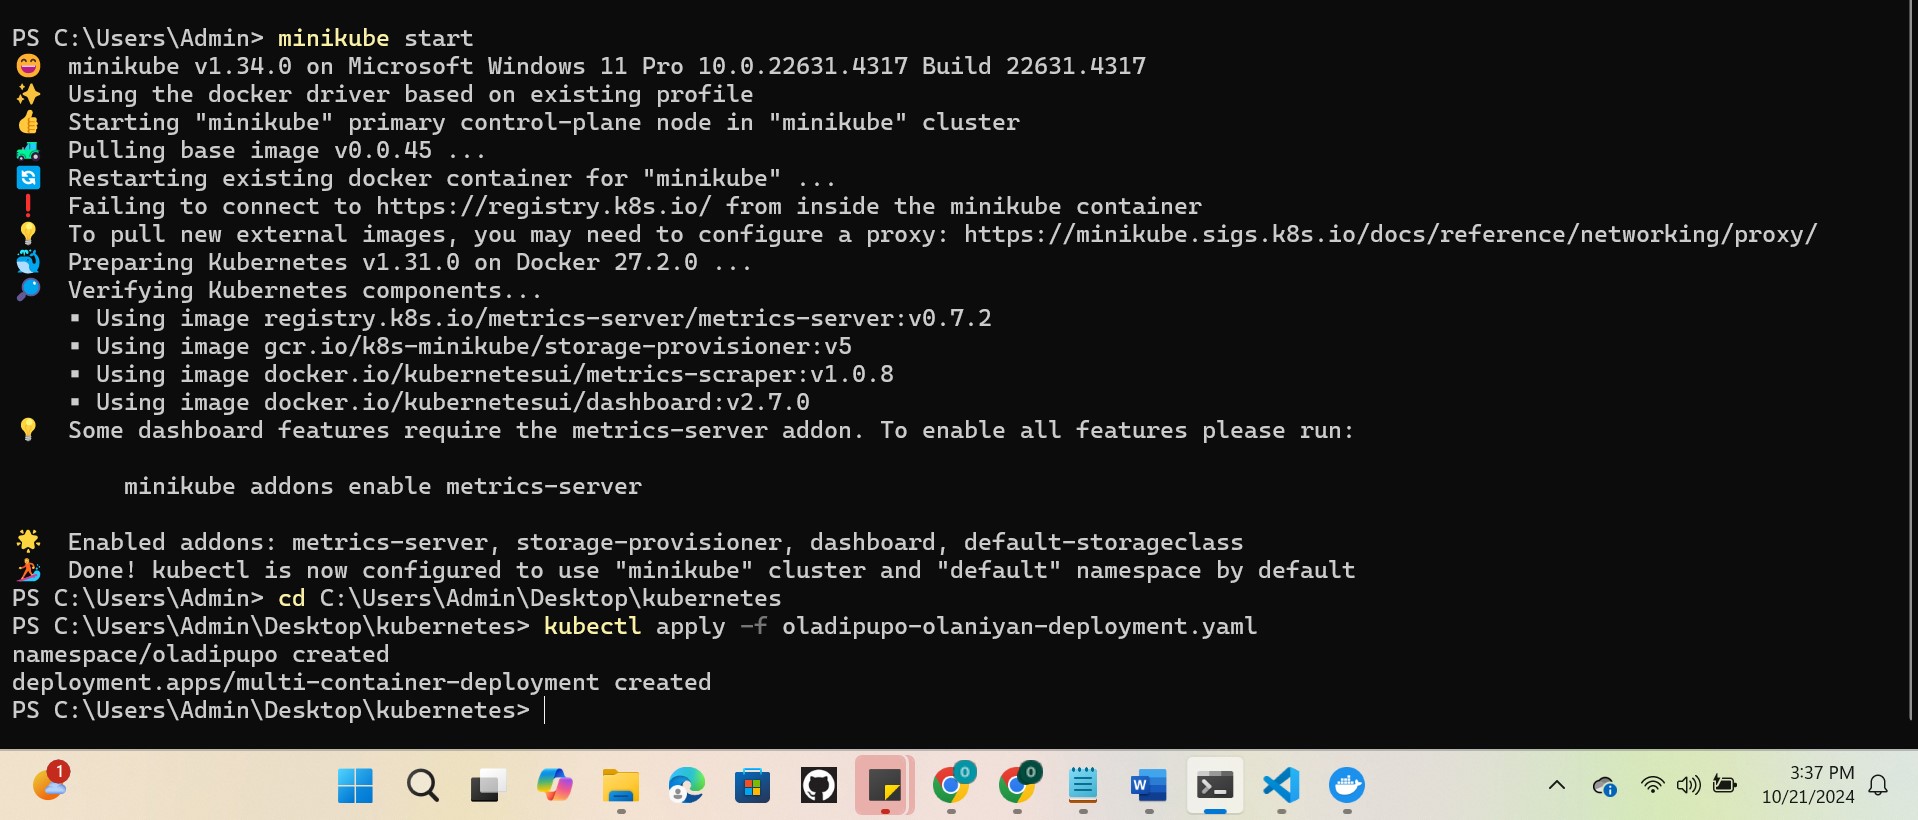 PS C:\Users\Admin> minikube start
minikube v1.34.0 on Microsoft Windows 11 Pro 10.0.22631.4317 Build 22631.4317
Using the docker driver based on existing profile
Starting "minikube" primary control-plane node in "minikube" cluster
Pulling base image v0.0.45 ...
Restarting existing docker container for "minikube" ...
Failing to connect to https://registry.k8s.io/ from inside the minikube container
To pull new external images, you may need to configure a proxy: https://minikube.sigs.k8s.io/docs/reference/networking/proxy/
Preparing Kubernetes v1.31.0 on Docker 27.2.0 ...
Verifying Kubernetes components...
▪ Using image registry.k8s.io/metrics-server/metrics-server:v0.7.2
▪ Using image gcr.io/k8s-minikube/storage-provisioner:v5
▪ Using image docker.io/kubernetesui/metrics-scraper:v1.0.8
▪ Using image docker.io/kubernetesui/dashboard:v2.7.0
Some dashboard features require the metrics-server addon. To enable all features please run:
minikube addons enable metrics-server
Enabled addons: metrics-server, storage-provisioner, dashboard, default-storageclass
Done! kubectl is now configured to use "minikube" cluster and "default" namespace by default
PS C:\Users\Admin> cd C:\Users\Admin\Desktop\kubernetes
PS C:\Users\Admin\Desktop\kubernetes> kubectl apply -f oladipupo-olaniyan-deployment.yaml
namespace/oladipupo created
deployment.apps/multi-container-deployment created
PS C:\Users\Admin\Desktop\kubernetes>
1
0
0
W
3:37 PM
10/21/2024